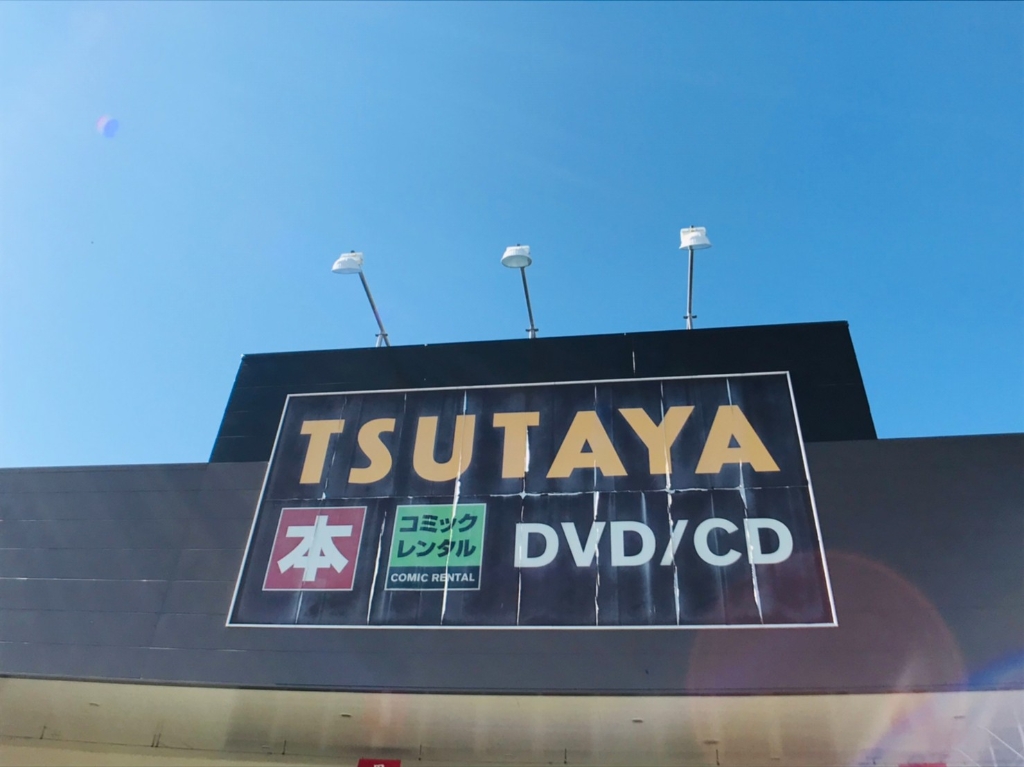 TSUTAYA
本
コミック
レンタル
COMIC RENTAL
DVD/CD